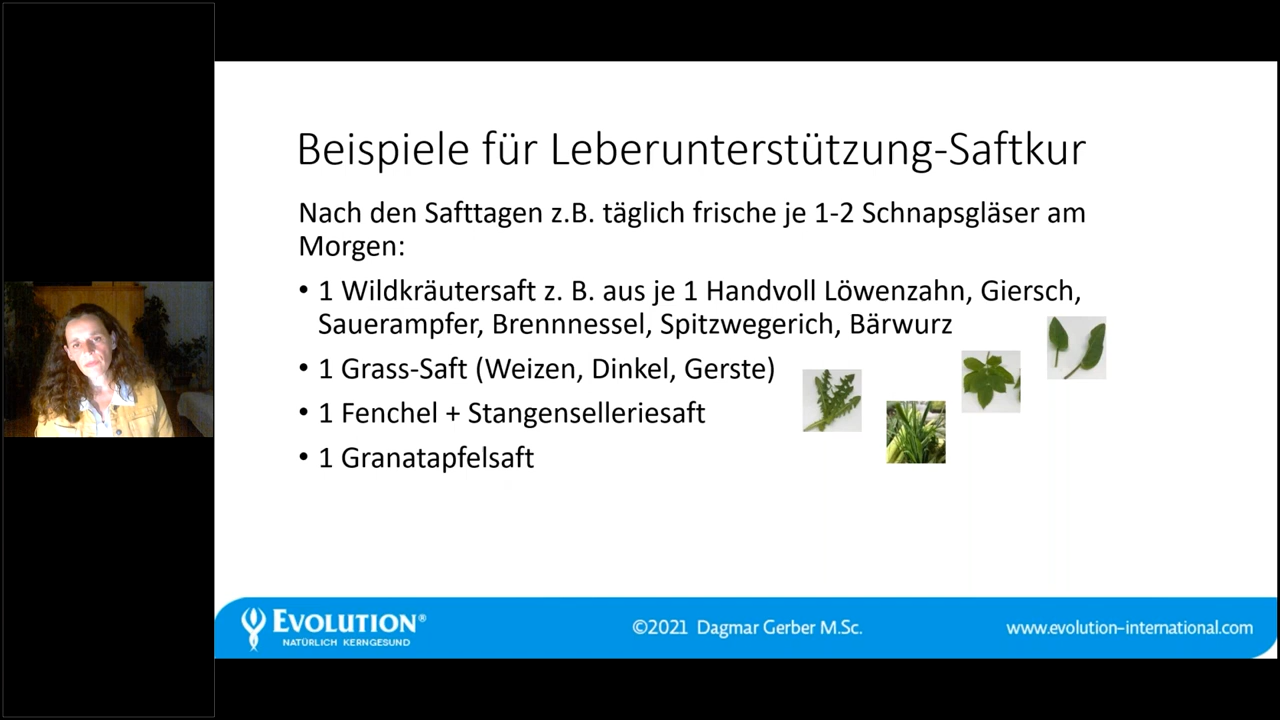 Beispiele für Leberunterstützung-Saftkur
Nach den Safttagen z.B. täglich frische je 1-2 Schnapsgläser am
Morgen:
• 1 Wildkräutersaft z. B. aus je 1 Handvoll Löwenzahn, Giersch,
Sauerampfer, Brennnessel, Spitzwegerich, Bärwurz
• 1 Grass-Saft (Weizen, Dinkel, Gerste)
• 1 Fenchel + Stangenselleriesaft
• 1 Granatapfelsaft
EVOLUTION®
NATÜRLICH KERNGESUND
©2021 Dagmar Gerber M.Sc.
www.evolution-international.com